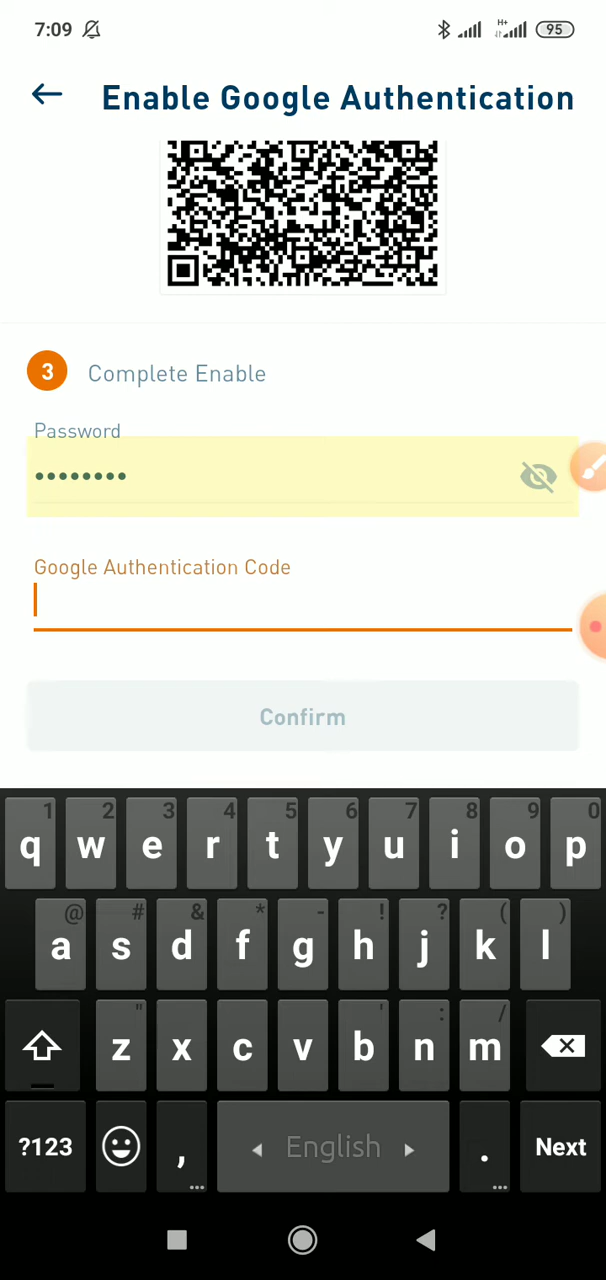 7:09 H+ 95
Enable Google Authentication
3 Complete Enable
Password
••••••••
Google Authentication Code
Confirm
1 2 3 4 5 6 7 8 9 0
q w e r t y u i o p
@ # & * - ! ? ( )
a s d f g h j k l
" ' : /
z x c v b n m
?123 , English . Next